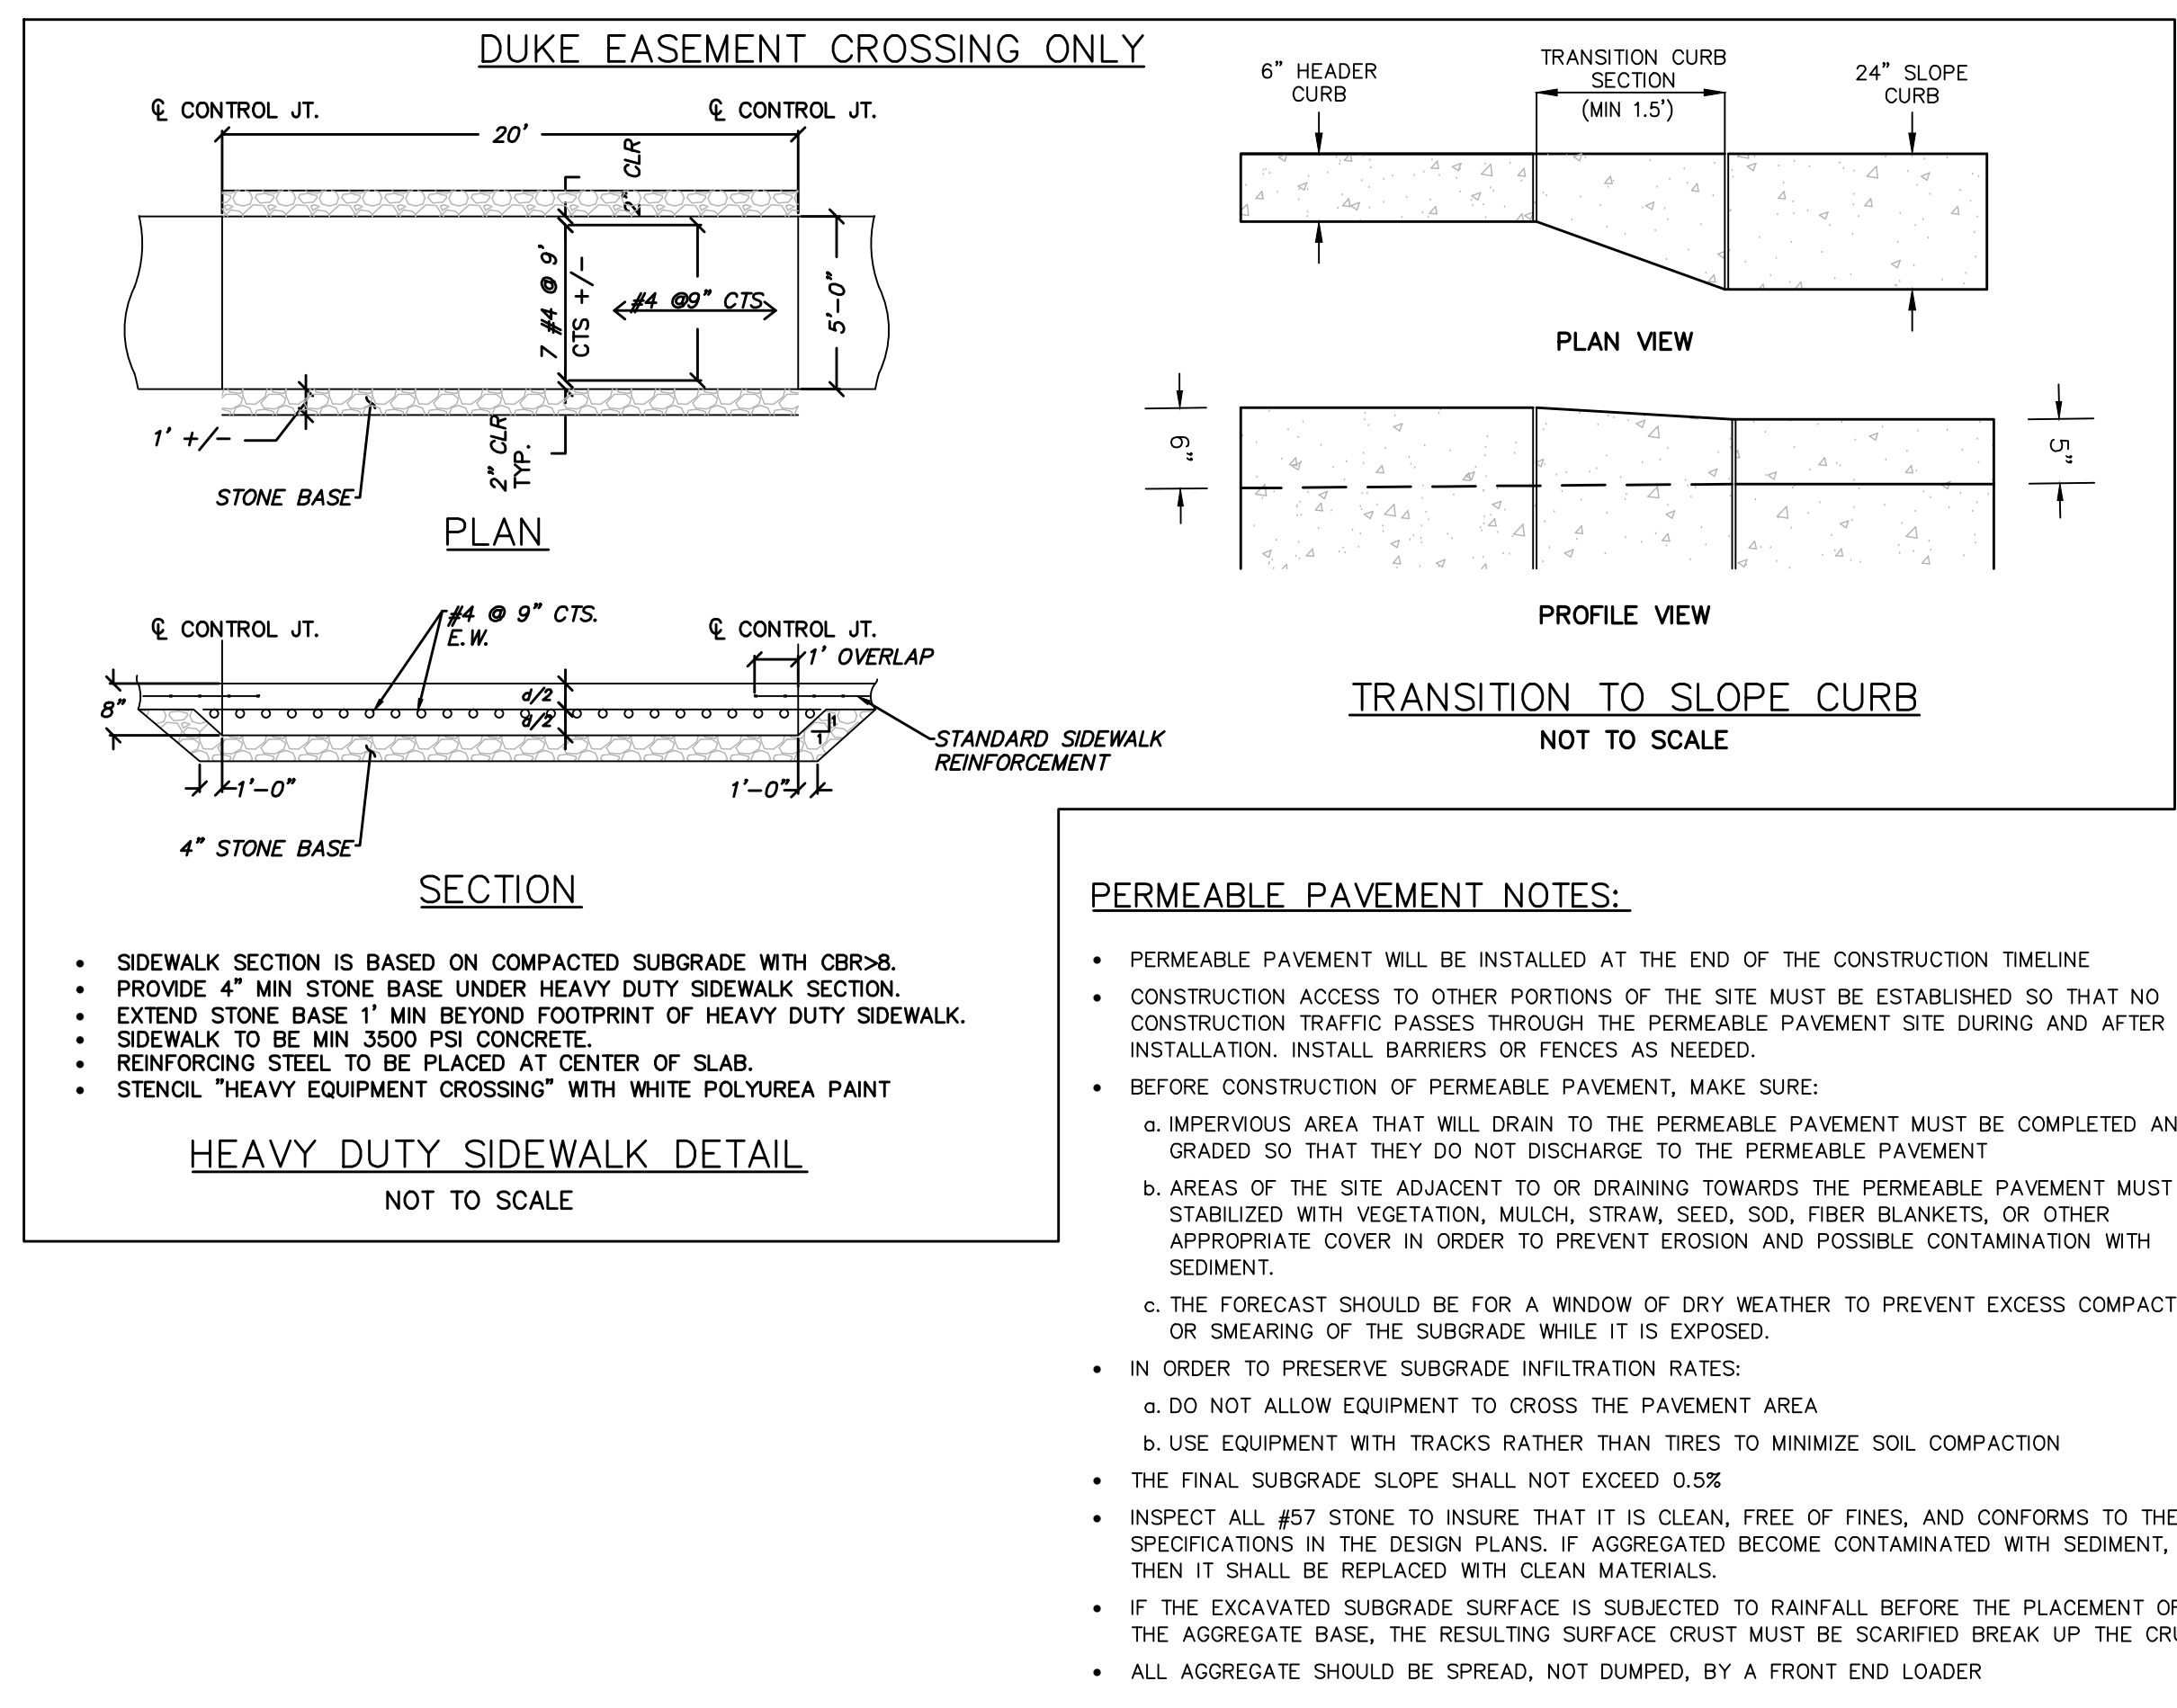 DUKE EASEMENT CROSSING ONLY
℄ CONTROL JT.
℄ CONTROL JT.
20'
2" CLR
7 #4 @ 9'
CTS +/-
#4 @9" CTS
5'-0"
1' +/-
2" CLR
TYP.
STONE BASE
PLAN
#4 @ 9" CTS.
E.W.
℄ CONTROL JT.
℄ CONTROL JT.
1' OVERLAP
8"
d/2
d/2
1
1
STANDARD SIDEWALK
REINFORCEMENT
1'-0"
1'-0"
4" STONE BASE
SECTION
• SIDEWALK SECTION IS BASED ON COMPACTED SUBGRADE WITH CBR>8.
• PROVIDE 4" MIN STONE BASE UNDER HEAVY DUTY SIDEWALK SECTION.
• EXTEND STONE BASE 1' MIN BEYOND FOOTPRINT OF HEAVY DUTY SIDEWALK.
• SIDEWALK TO BE MIN 3500 PSI CONCRETE.
• REINFORCING STEEL TO BE PLACED AT CENTER OF SLAB.
• STENCIL "HEAVY EQUIPMENT CROSSING" WITH WHITE POLYUREA PAINT
HEAVY DUTY SIDEWALK DETAIL
NOT TO SCALE
6" HEADER
CURB
TRANSITION CURB
SECTION
(MIN 1.5')
24" SLOPE
CURB
PLAN VIEW
6"
5"
PROFILE VIEW
TRANSITION TO SLOPE CURB
NOT TO SCALE
PERMEABLE PAVEMENT NOTES:
• PERMEABLE PAVEMENT WILL BE INSTALLED AT THE END OF THE CONSTRUCTION TIMELINE
• CONSTRUCTION ACCESS TO OTHER PORTIONS OF THE SITE MUST BE ESTABLISHED SO THAT NO
CONSTRUCTION TRAFFIC PASSES THROUGH THE PERMEABLE PAVEMENT SITE DURING AND AFTER
INSTALLATION. INSTALL BARRIERS OR FENCES AS NEEDED.
• BEFORE CONSTRUCTION OF PERMEABLE PAVEMENT, MAKE SURE:
a. IMPERVIOUS AREA THAT WILL DRAIN TO THE PERMEABLE PAVEMENT MUST BE COMPLETED AN
GRADED SO THAT THEY DO NOT DISCHARGE TO THE PERMEABLE PAVEMENT
b. AREAS OF THE SITE ADJACENT TO OR DRAINING TOWARDS THE PERMEABLE PAVEMENT MUST
STABILIZED WITH VEGETATION, MULCH, STRAW, SEED, SOD, FIBER BLANKETS, OR OTHER
APPROPRIATE COVER IN ORDER TO PREVENT EROSION AND POSSIBLE CONTAMINATION WITH
SEDIMENT.
c. THE FORECAST SHOULD BE FOR A WINDOW OF DRY WEATHER TO PREVENT EXCESS COMPACT
OR SMEARING OF THE SUBGRADE WHILE IT IS EXPOSED.
• IN ORDER TO PRESERVE SUBGRADE INFILTRATION RATES:
a. DO NOT ALLOW EQUIPMENT TO CROSS THE PAVEMENT AREA
b. USE EQUIPMENT WITH TRACKS RATHER THAN TIRES TO MINIMIZE SOIL COMPACTION
• THE FINAL SUBGRADE SLOPE SHALL NOT EXCEED 0.5%
• INSPECT ALL #57 STONE TO INSURE THAT IT IS CLEAN, FREE OF FINES, AND CONFORMS TO THE
SPECIFICATIONS IN THE DESIGN PLANS. IF AGGREGATED BECOME CONTAMINATED WITH SEDIMENT,
THEN IT SHALL BE REPLACED WITH CLEAN MATERIALS.
• IF THE EXCAVATED SUBGRADE SURFACE IS SUBJECTED TO RAINFALL BEFORE THE PLACEMENT OF
THE AGGREGATE BASE, THE RESULTING SURFACE CRUST MUST BE SCARIFIED BREAK UP THE CRU
• ALL AGGREGATE SHOULD BE SPREAD, NOT DUMPED, BY A FRONT END LOADER